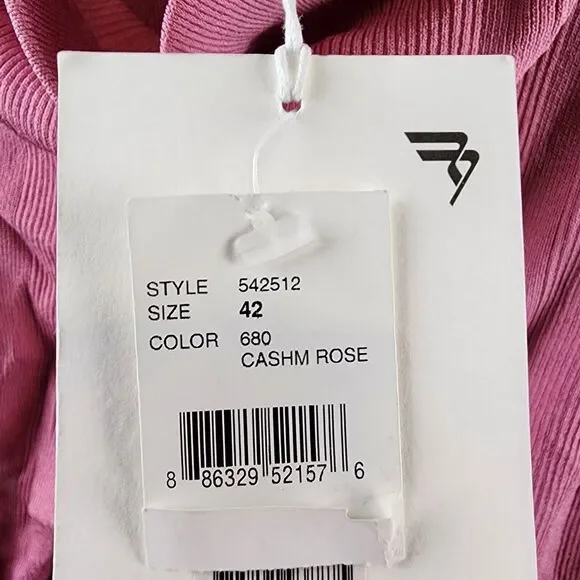 STYLE 542512
SIZE 42
COLOR 680
CASHM ROSE
8 86329 52157 6